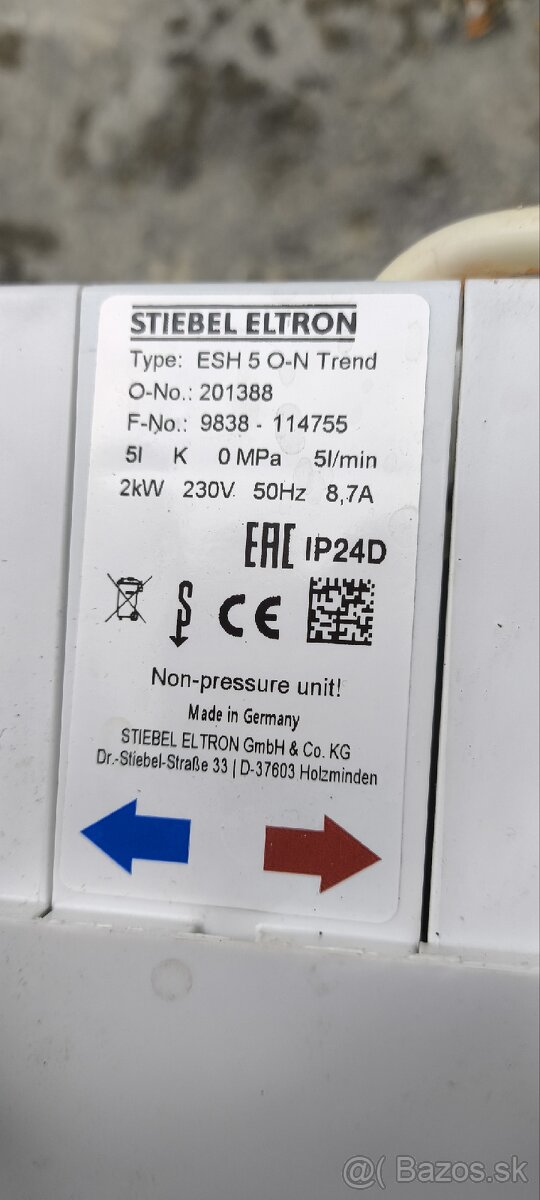 STIEBEL ELTRON
Type: ESH 5 O-N Trend
O-No.: 201388
F-No.: 9838 - 114755
5l K 0 MPa 5l/min
2kW 230V 50Hz 8,7A
EAC IP24D
CE
Non-pressure unit!
Made in Germany
STIEBEL ELTRON GmbH & Co. KG
Dr.-Stiebel-Straße 33 | D-37603 Holzminden
@( Bazos.sk